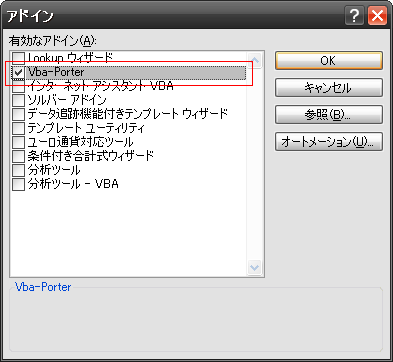 アドイン
有効なアドイン(A):
Lookup ウィザード
Vba-Porter
インターネット アシスタント VBA
ソルバー アドイン
データ追跡機能付きテンプレート ウィザード
テンプレート ユーティリティ
ユーロ通貨対応ツール
条件付き合計式ウィザード
分析ツール
分析ツール - VBA
OK
キャンセル
参照(B)...
オートメーション(U)...
Vba-Porter